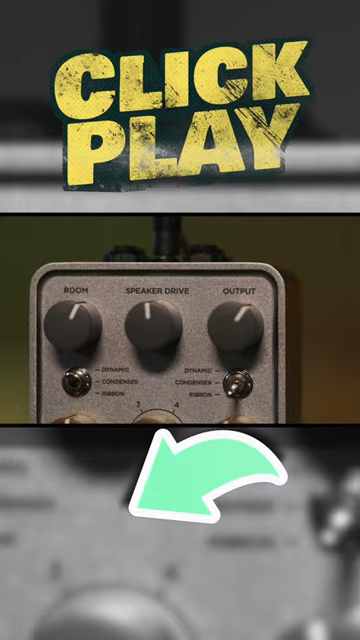 CLICK
PLAY
ROOM SPEAKER DRIVE OUTPUT
DYNAMIC DYNAMIC
CONDENSER CONDENSER
RIBBON RIBBON
3 4